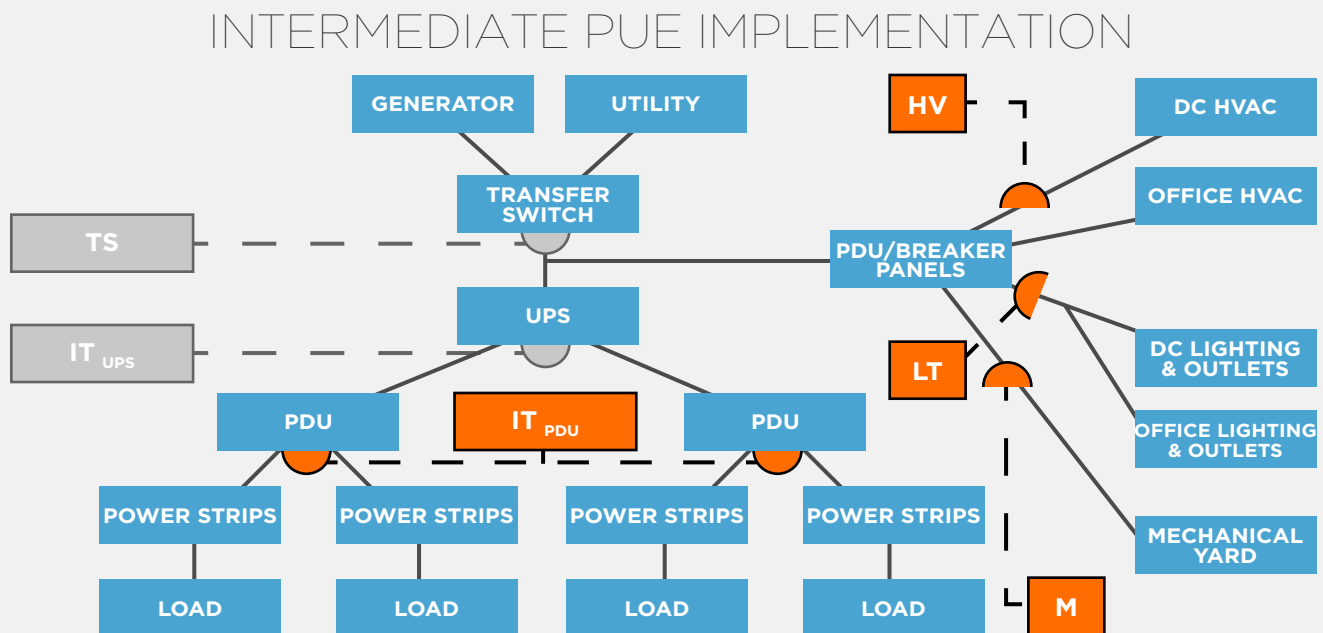 INTERMEDIATE PUE IMPLEMENTATION
GENERATOR
UTILITY
HV
DC HVAC
TRANSFER
SWITCH
OFFICE HVAC
TS
PDU/BREAKER
PANELS
UPS
IT UPS
LT
DC LIGHTING
& OUTLETS
PDU
IT PDU
PDU
OFFICE LIGHTING
& OUTLETS
POWER STRIPS
POWER STRIPS
POWER STRIPS
POWER STRIPS
MECHANICAL
YARD
LOAD
LOAD
LOAD
LOAD
M